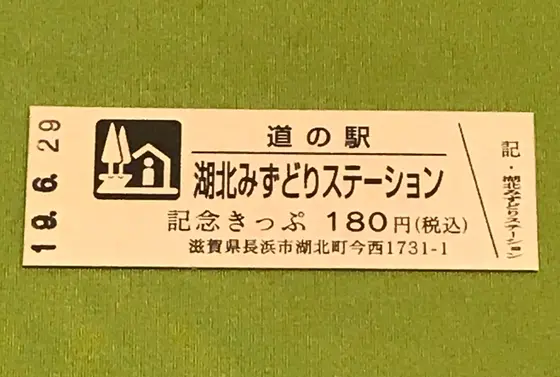 19.6.29
道の駅
湖北みずどりステーション
記念きっぷ 180円(税込)
滋賀県長浜市湖北町今西1731-1
記・湖北みずどりステーション